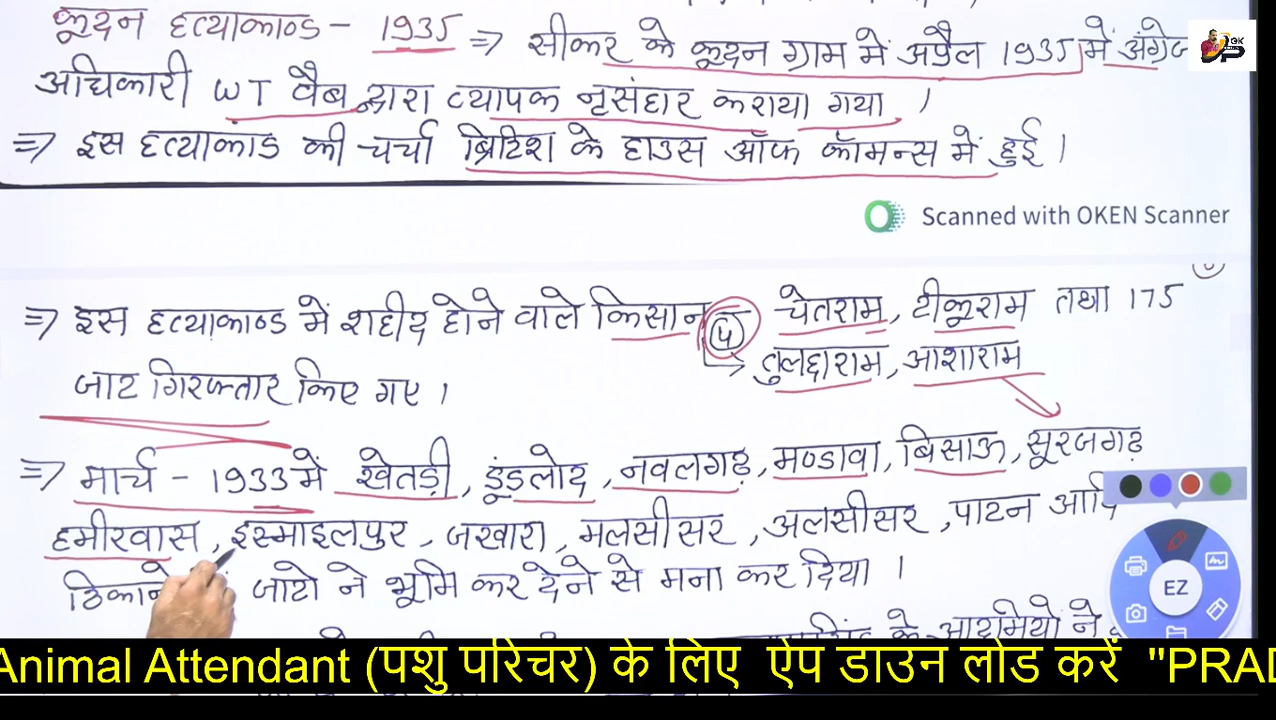 कूदन हत्याकाण्ड - 1935 ⇒ सीकर के कूदन ग्राम में अप्रैल 1935 में अंग्रेज
अधिकारी WT वैब द्वारा व्यापक नृसंहार कराया गया ।
⇒ इस हत्याकाड की चर्चा ब्रिटिश के हाउस ऑफ कॉमन्स में हुई ।
Scanned with OKEN Scanner
⇒ इस हत्याकाण्ड में शहीद होने वाले किसान - चेतराम, टीकूराम तथा 175
तुलछाराम, आशाराम
जाट गिरफ्तार किए गए ।
⇒ मार्च - 1933 में खेतड़ी, डूंडलोद, नवलगढ़, मण्डावा, बिसाऊ, सूरजगढ़
हमीरवास, इस्माइलपुर, जखारा, मलसीसर, अलसीसर, पाटन आदि
ठिकाने जाटो ने भूमि कर देने से मना कर दिया ।
के आदमियो ने
EZ
GK
Animal Attendant (पशु परिचर) के लिए ऐप डाउन लोड करें "PRAD